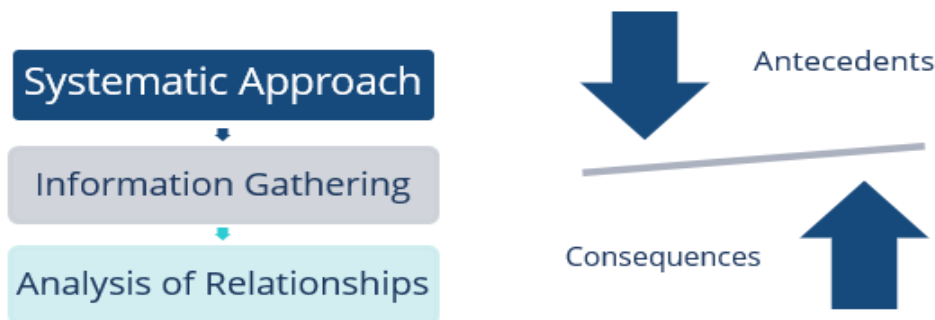 Systematic Approach
Information Gathering
Analysis of Relationships
Antecedents
Consequences